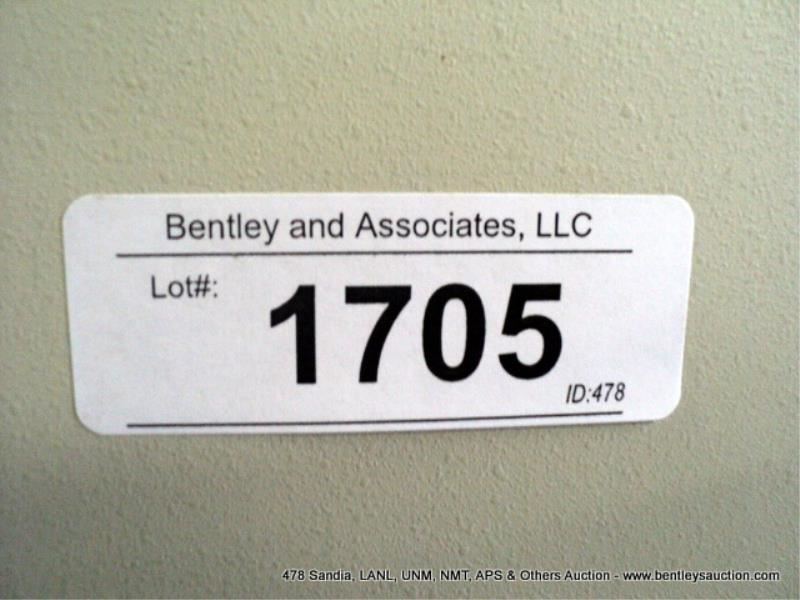 Bentley and Associates, LLC
Lot#:
1705
ID:478
478 Sandia, LANL, UNM, NMT, APS & Others Auction - www.bentleysauction.com